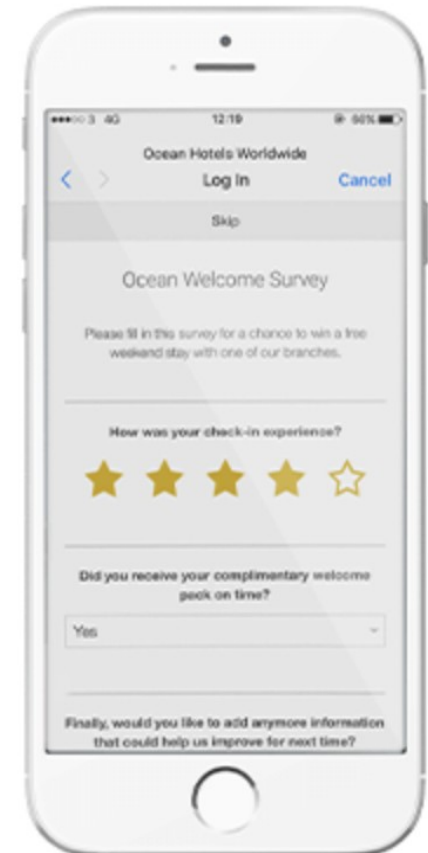 3 4G 12:19 60%
Ocean Hotels Worldwide
Log In Cancel
Skip
Ocean Welcome Survey
Please fill in this survey for a chance to win a free
weekend stay with one of our branches.
How was your check-in experience?
Did you receive your complimentary welcome
pack on time?
Yes
Finally, would you like to add anymore information
that could help us improve for next time?